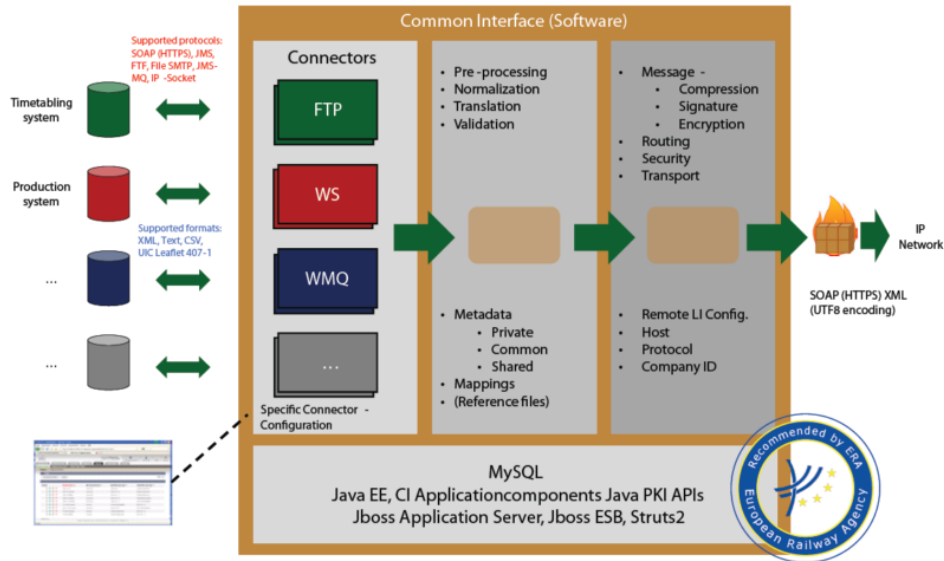 Common Interface (Software)
Supported protocols:
SOAP (HTTPS), JMS,
FTF, File SMTP, JMS-
MQ, IP -Socket
Timetabling
system
Production
system
Supported formats:
XML, Text, CSV,
UIC Leaflet 407-1
...
...
Connectors
FTP
WS
WMQ
...
Specific Connector -
Configuration
• Pre -processing
• Normalization
• Translation
• Validation
• Metadata
• Private
• Common
• Shared
• Mappings
• (Reference files)
• Message -
• Compression
• Signature
• Encryption
• Routing
• Security
• Transport
• Remote LI Config.
• Host
• Protocol
• Company ID
IP
Network
SOAP (HTTPS) XML
(UTF8 encoding)
MySQL
Java EE, CI Applicationcomponents Java PKI APIs
Jboss Application Server, Jboss ESB, Struts2
Recommended by ERA
European Railway Agency